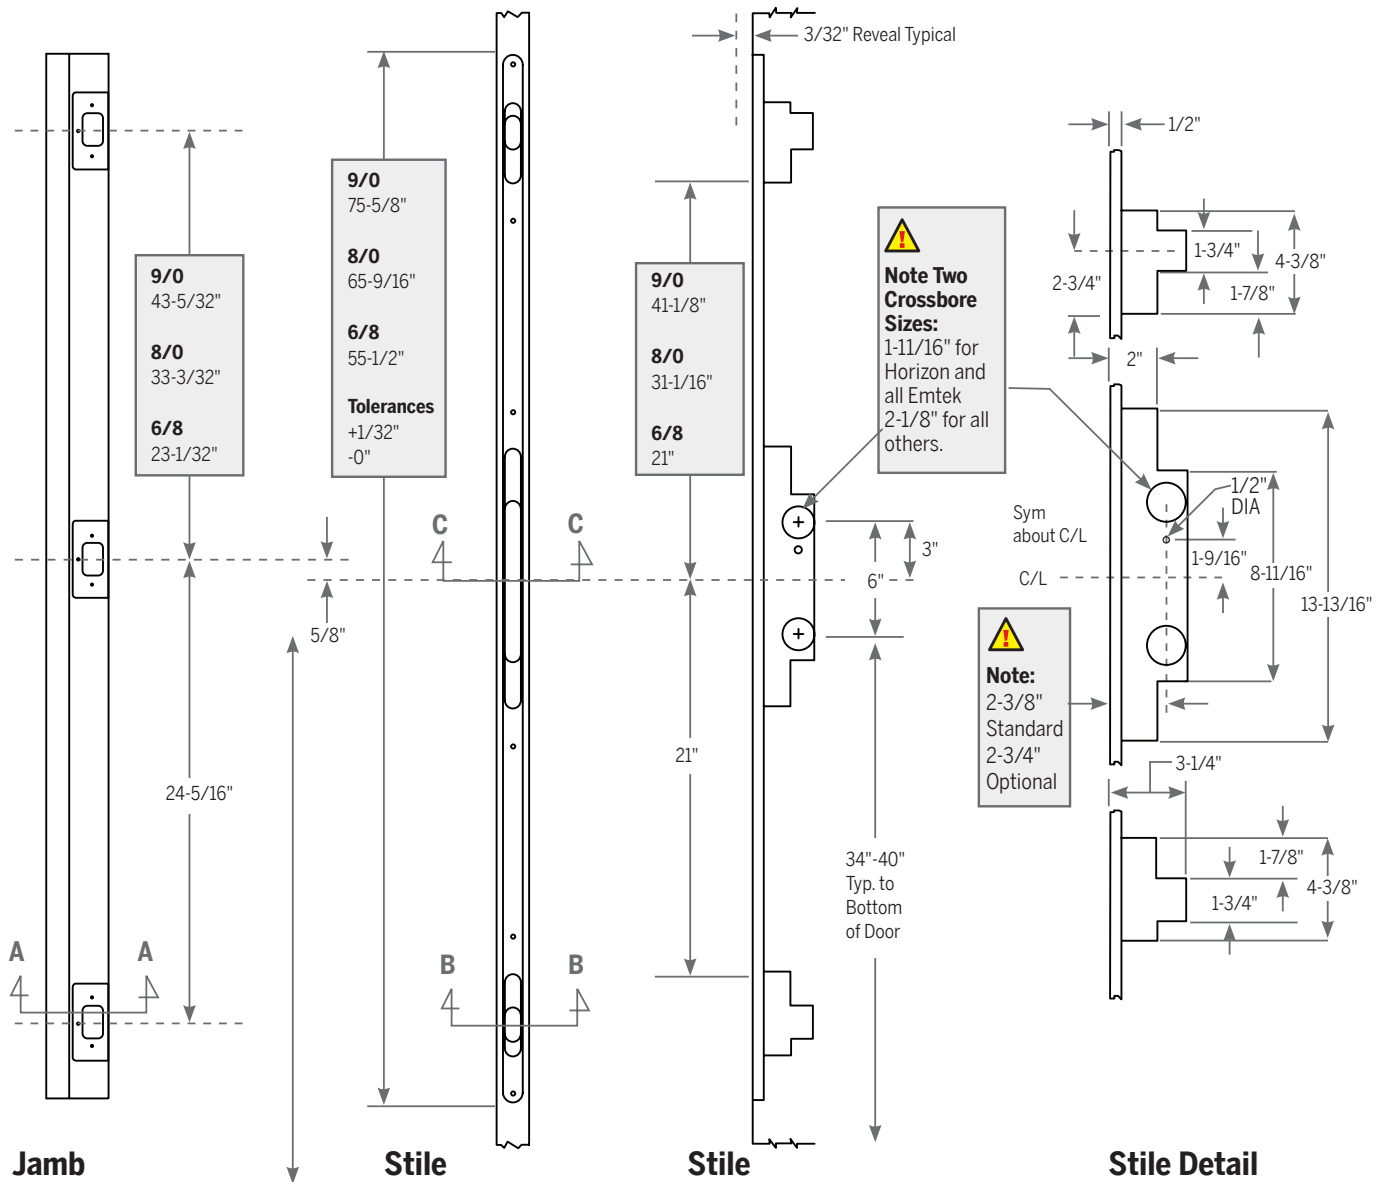 3/32" Reveal Typical
1/2"
9/0
75-5/8"
8/0
65-9/16"
6/8
55-1/2"
Tolerances
+1/32"
-0"
9/0
43-5/32"
8/0
33-3/32"
6/8
23-1/32"
9/0
41-1/8"
8/0
31-1/16"
6/8
21"
!
Note Two
Crossbore
Sizes:
1-11/16" for
Horizon and
all Emtek
2-1/8" for all
others.
1-3/4"
4-3/8"
2-3/4"
1-7/8"
2"
1/2"
DIA
Sym
about C/L
C
C
3"
1-9/16"
8-11/16"
6"
C/L
13-13/16"
5/8"
!
Note:
2-3/8"
Standard
2-3/4"
Optional
21"
3-1/4"
24-5/16"
34"-40"
Typ. to
Bottom
of Door
1-7/8"
4-3/8"
1-3/4"
A
A
B
B
Jamb
Stile
Stile
Stile Detail